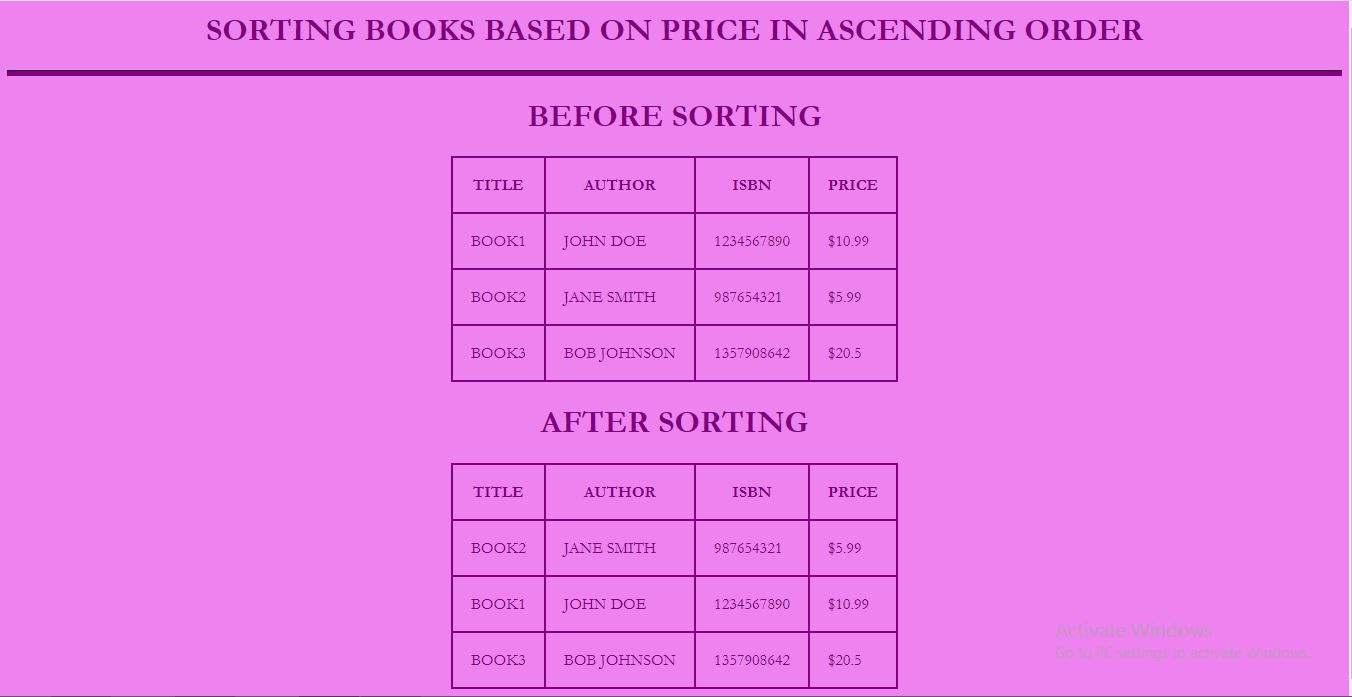 SORTING BOOKS BASED ON PRICE IN ASCENDING ORDER
BEFORE SORTING
TITLE AUTHOR ISBN PRICE
BOOK1 JOHN DOE 1234567890 $10.99
BOOK2 JANE SMITH 987654321 $5.99
BOOK3 BOB JOHNSON 1357908642 $20.5
AFTER SORTING
TITLE AUTHOR ISBN PRICE
BOOK2 JANE SMITH 987654321 $5.99
BOOK1 JOHN DOE 1234567890 $10.99
BOOK3 BOB JOHNSON 1357908642 $20.5
Activate Windows
Go to PC settings to activate Windows.